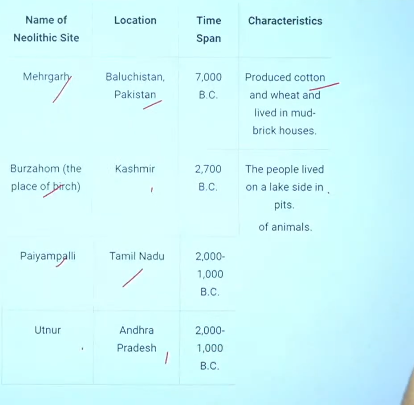 Name of
Neolithic Site
Location
Time
Span
Characteristics
Mehrgarh
Baluchistan,
Pakistan
7,000
B.C.
Produced cotton
and wheat and
lived in mud-
brick houses.
Burzahom (the
place of birch)
Kashmir
2,700
B.C.
The people lived
on a lake side in
pits.
of animals.
Paiyampalli
Tamil Nadu
2,000-
1,000
B.C.
Utnur
Andhra
Pradesh
2,000-
1,000
B.C.